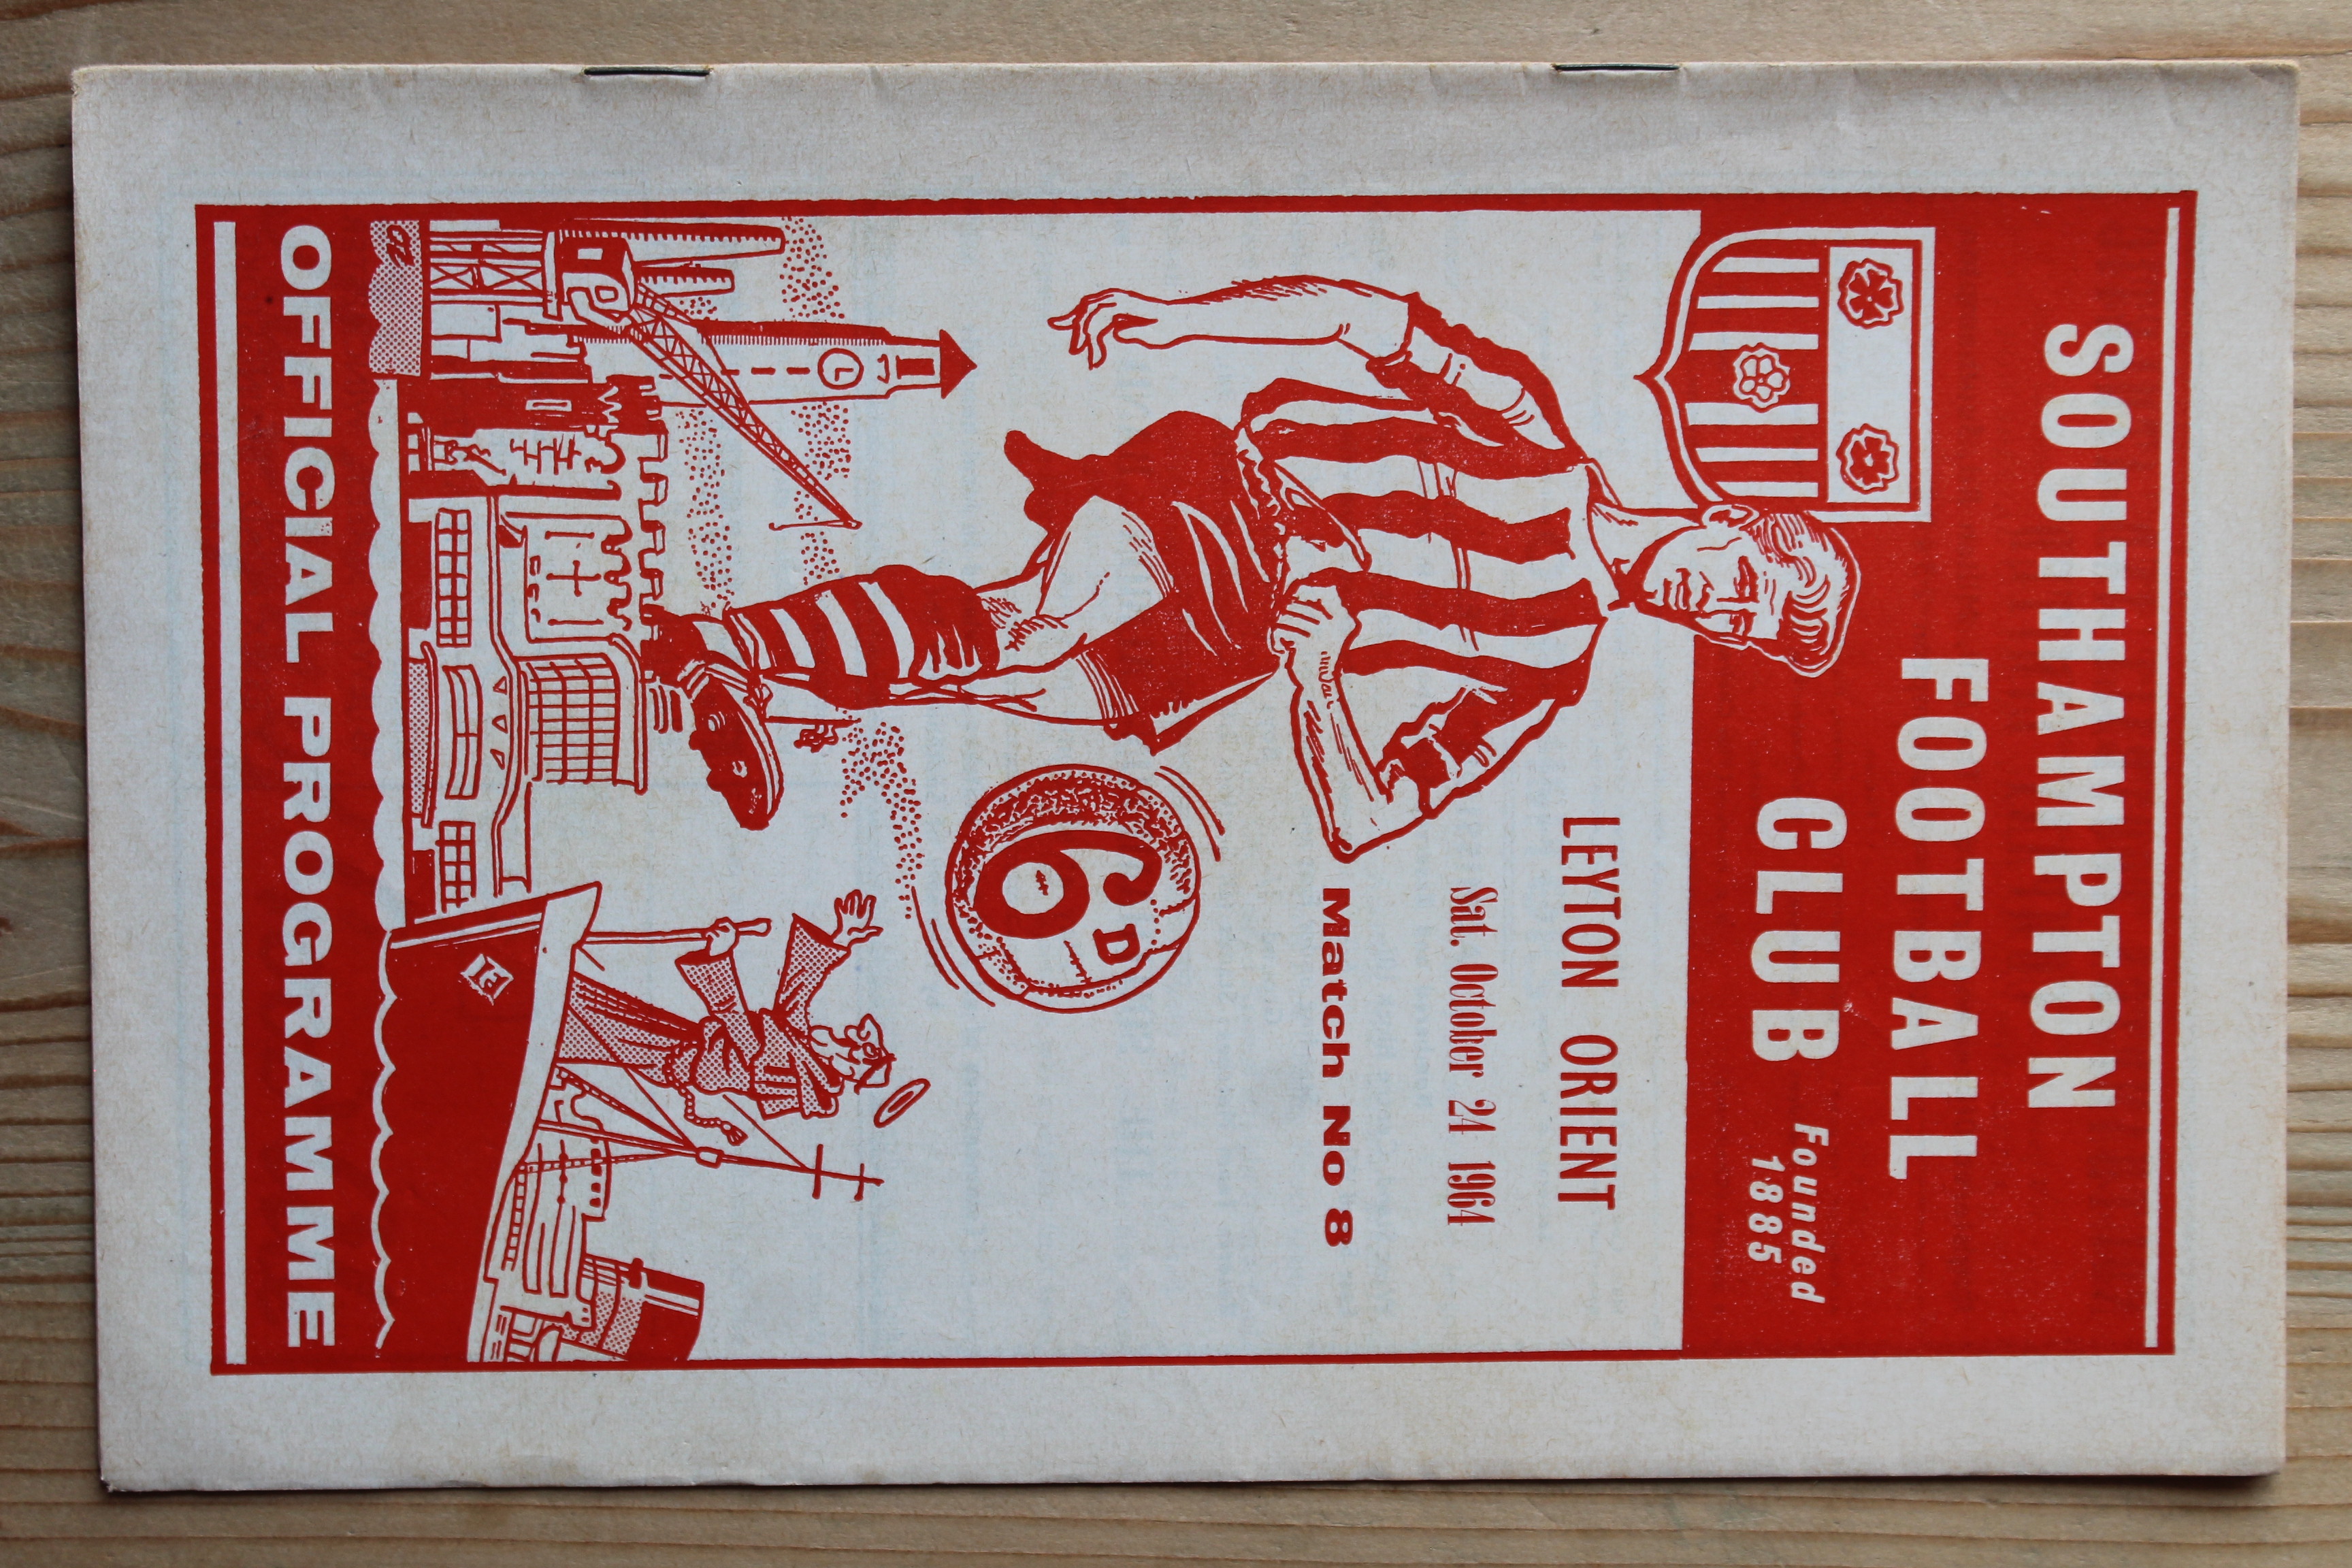 SOUTHAMPTON
FOOTBALL
CLUB
Founded
1885
LEYTON ORIENT
Sat. October 24 1964
Match No 8
6D
OFFICIAL PROGRAMME